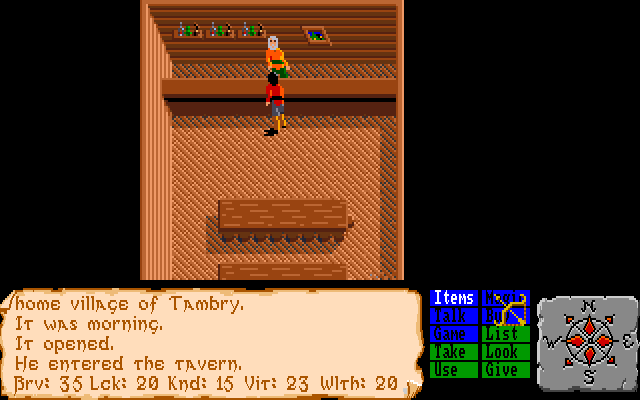 home village of Tambry.
It was morning.
It opened.
He entered the tavern.
Brv: 35 Lck: 20 Knd: 15 Vit: 23 Wlth: 20
Items
Talk
Game List
Take Look
Use Give
N
W E
S